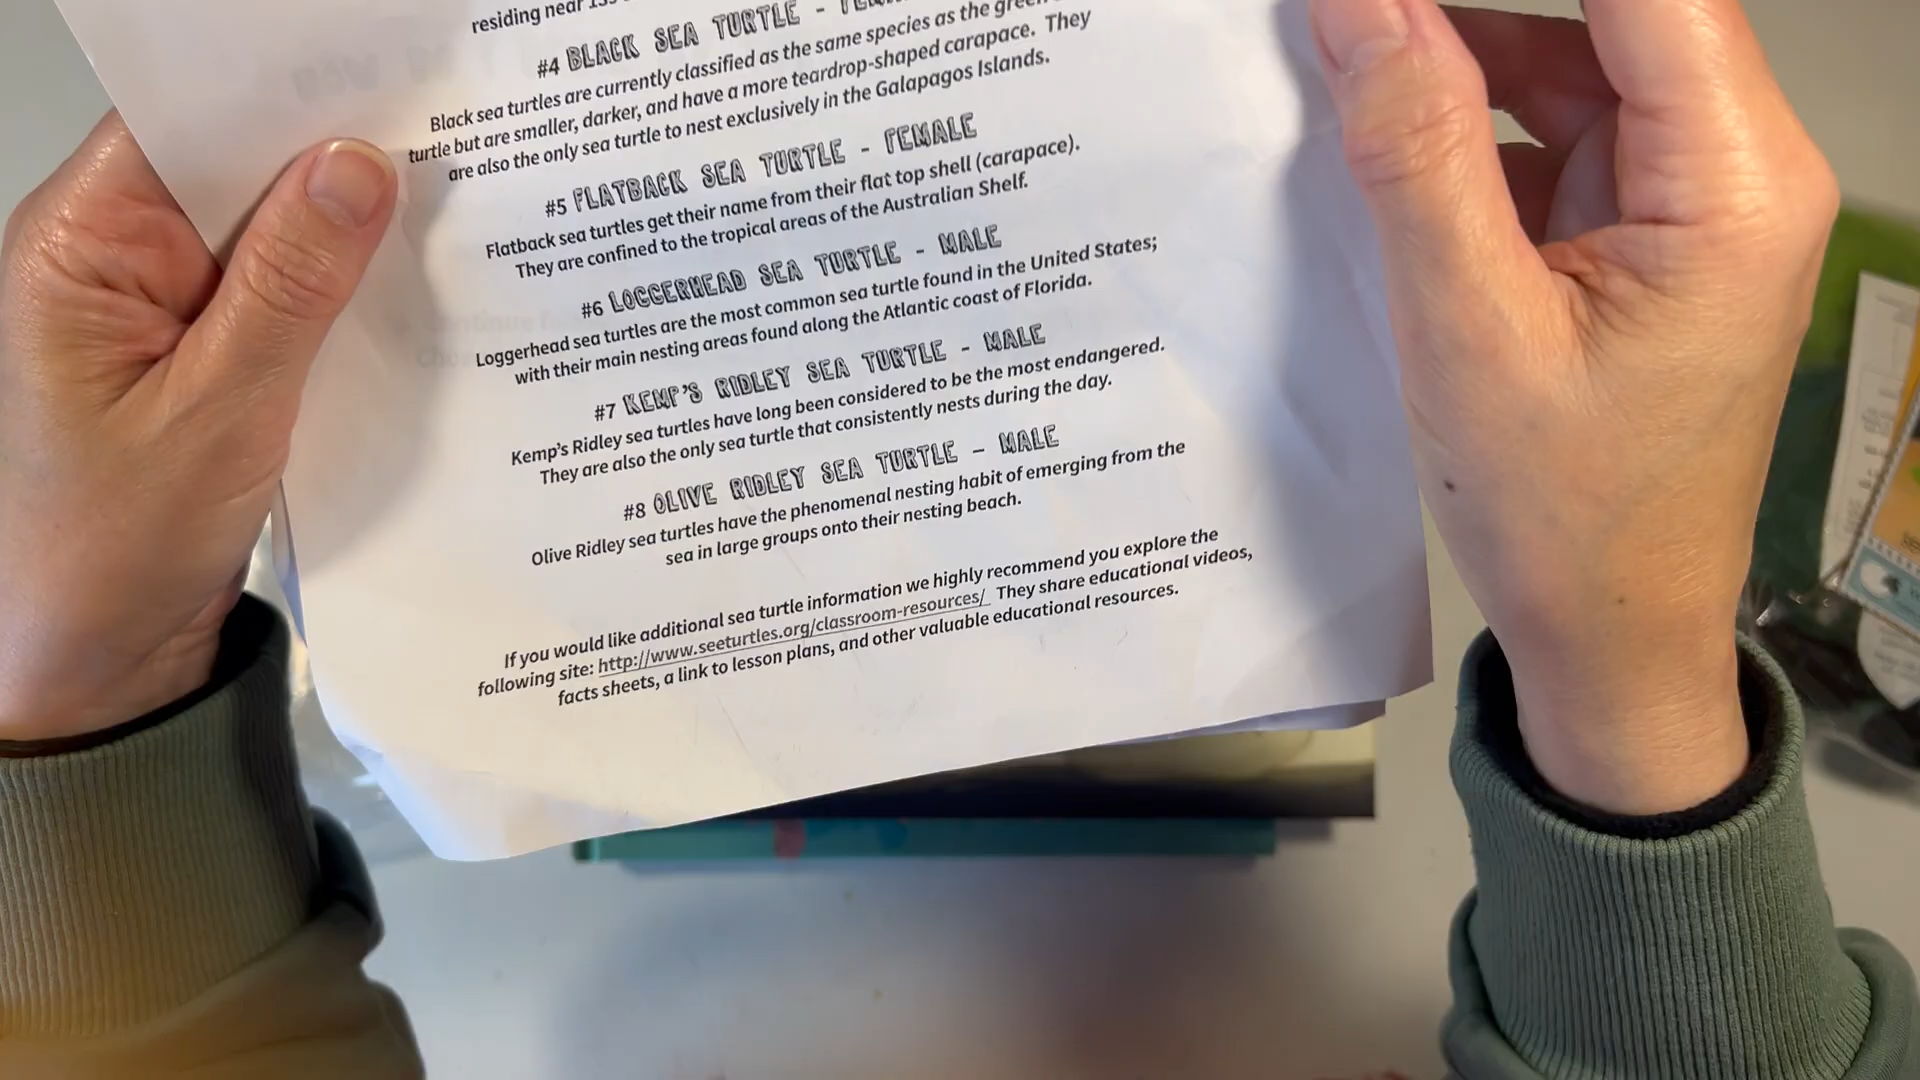 residing near
#4 BLACK SEA TURTLE -
Black sea turtles are currently classified as the same species as the green
turtle but are smaller, darker, and have a more teardrop-shaped carapace. They
are also the only sea turtle to nest exclusively in the Galapagos Islands.
#5 FLATBACK SEA TURTLE - FEMALE
Flatback sea turtles get their name from their flat top shell (carapace).
They are confined to the tropical areas of the Australian Shelf.
#6 LOGGERHEAD SEA TURTLE - MALE
Loggerhead sea turtles are the most common sea turtle found in the United States;
with their main nesting areas found along the Atlantic coast of Florida.
#7 KEMP'S RIDLEY SEA TURTLE - MALE
Kemp's Ridley sea turtles have long been considered to be the most endangered.
They are also the only sea turtle that consistently nests during the day.
#8 OLIVE RIDLEY SEA TURTLE - MALE
Olive Ridley sea turtles have the phenomenal nesting habit of emerging from the
sea in large groups onto their nesting beach.
If you would like additional sea turtle information we highly recommend you explore the
following site: http://www.seeturtles.org/classroom-resources/ They share educational videos,
facts sheets, a link to lesson plans, and other valuable educational resources.